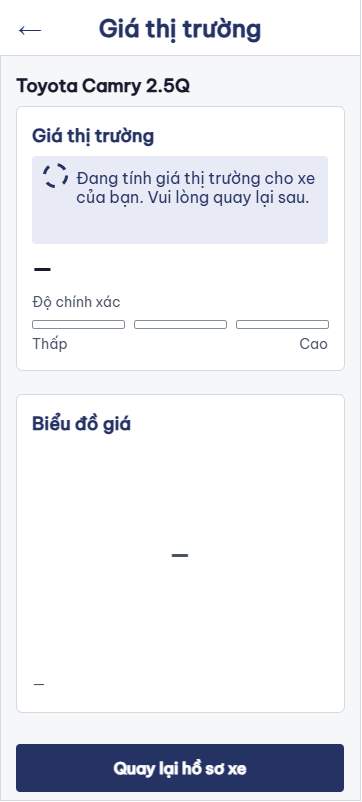 Giá thị trường
Toyota Camry 2.5Q
Giá thị trường
Đang tính giá thị trường cho xe
của bạn. Vui lòng quay lại sau.
–
Độ chính xác
Thấp Cao
Biểu đồ giá
–
–
Quay lại hồ sơ xe